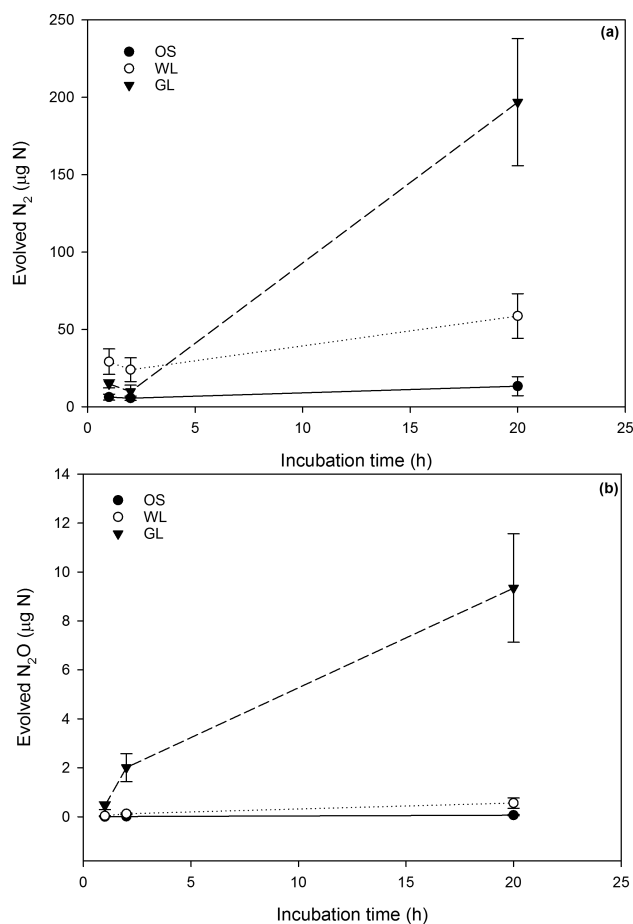 (a)
OS
WL
GL
250
200
150
100
50
0
Evolved N₂ (µg N)
0 5 10 15 20 25
Incubation time (h)
(b)
OS
WL
GL
14
12
10
8
6
4
2
0
Evolved N₂O (µg N)
0 5 10 15 20 25
Incubation time (h)